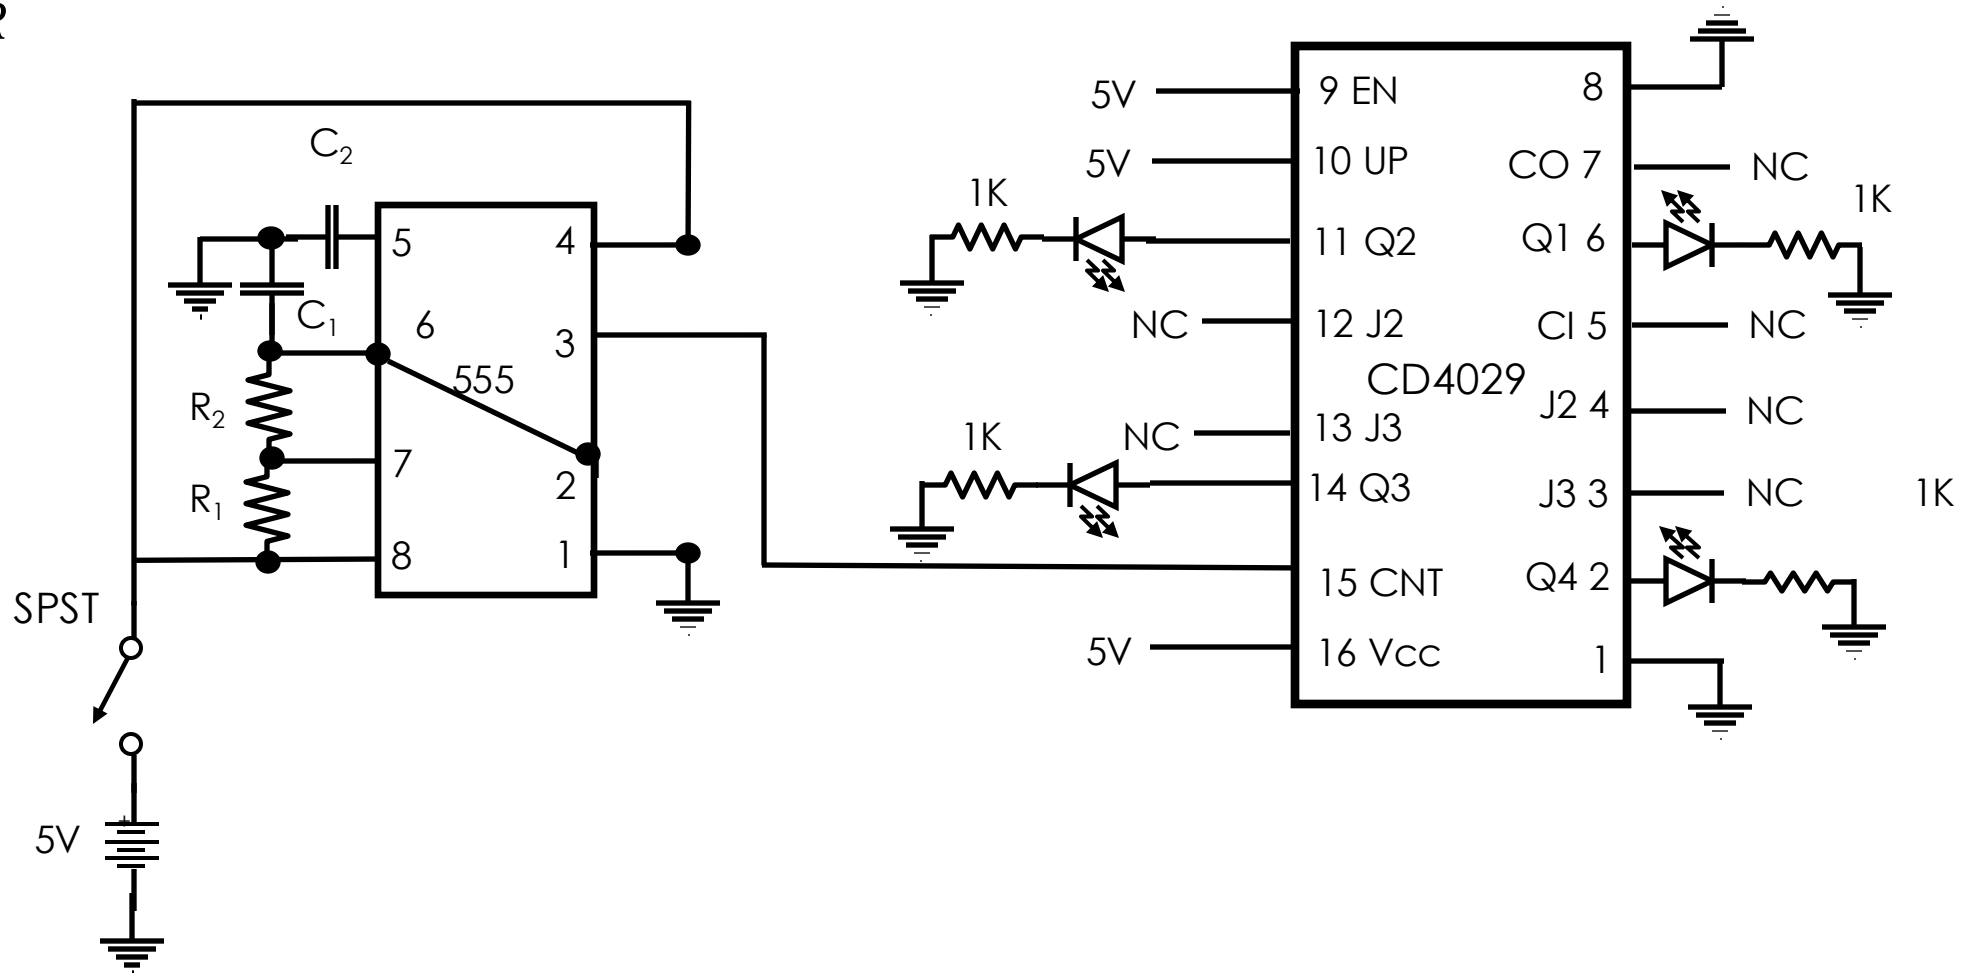 R
C₂
5
4
C₁
6
3
555
R₂
7
R₁
2
8
1
SPST
5V
+
5V
9 EN
8
5V
10 UP
CO 7
NC
1K
11 Q2
Q1 6
1K
NC
12 J2
CI 5
NC
CD4029
J2 4
NC
1K
NC
13 J3
14 Q3
J3 3
NC
1K
15 CNT
Q4 2
5V
16 Vcc
1